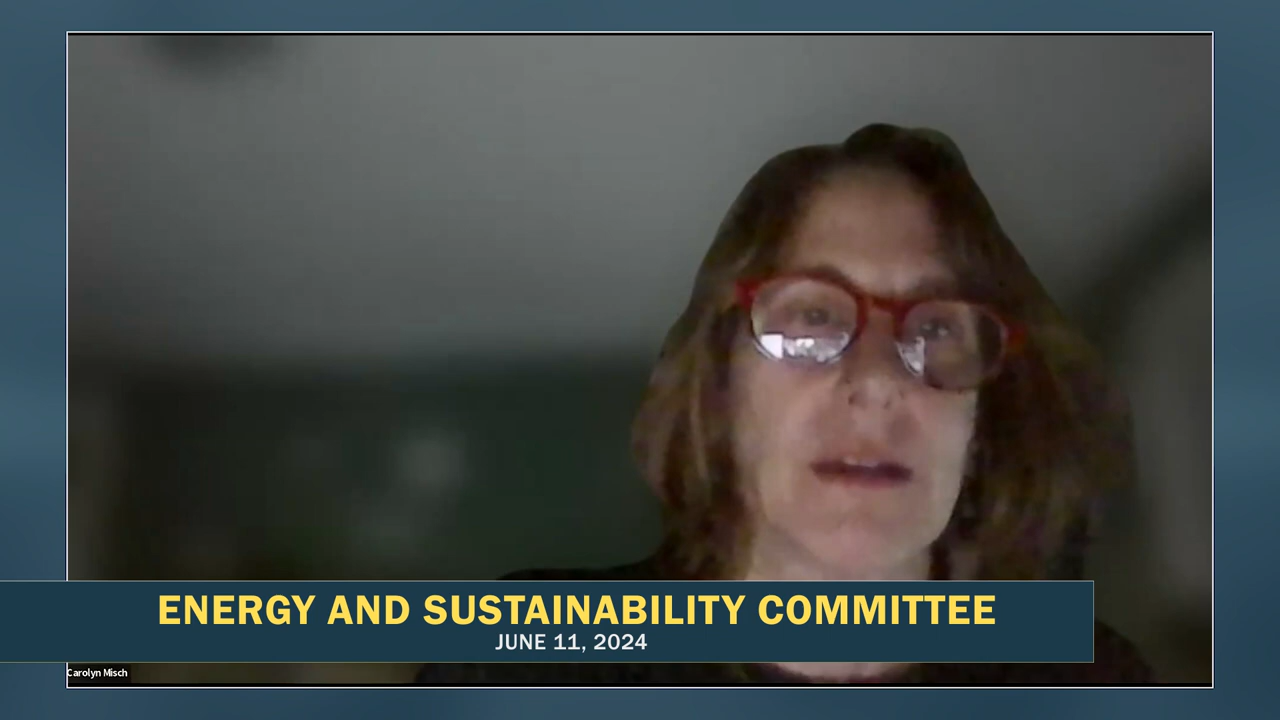 ENERGY AND SUSTAINABILITY COMMITTEE
JUNE 11, 2024
Carolyn Misch